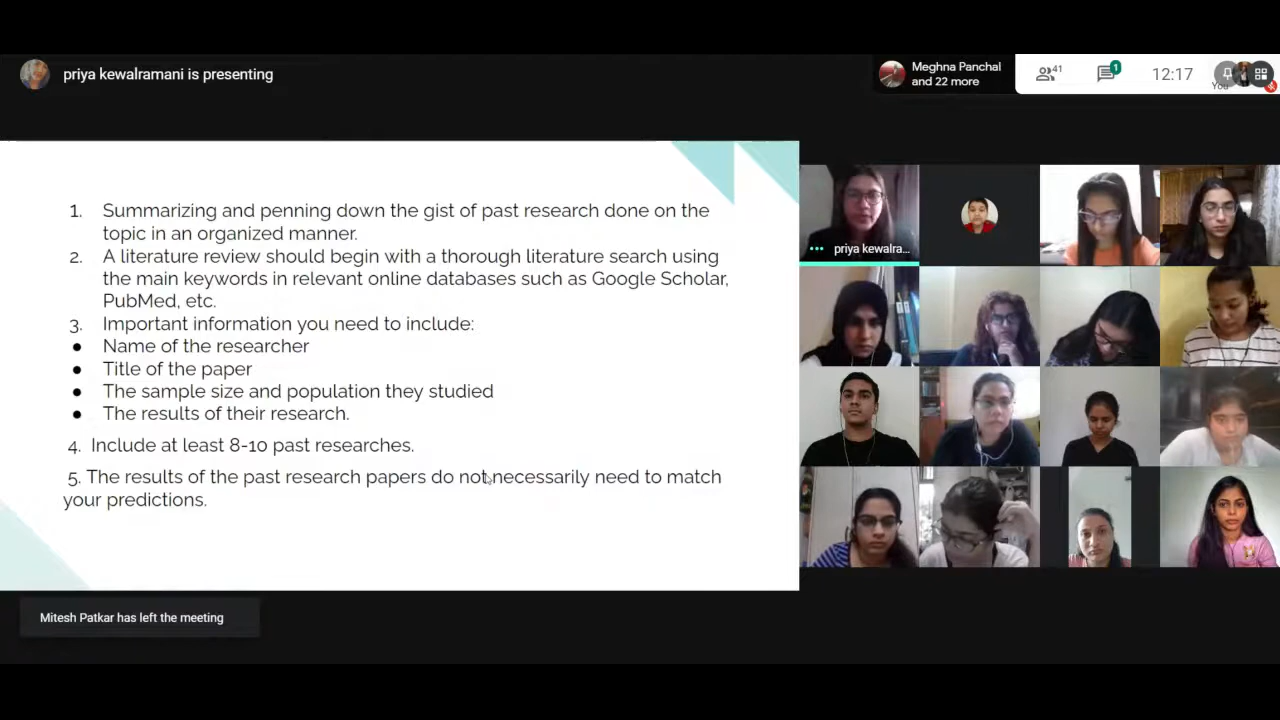 priya kewalramani is presenting
Meghna Panchal
and 22 more
41
1
12:17
You
1. Summarizing and penning down the gist of past research done on the
topic in an organized manner.
2. A literature review should begin with a thorough literature search using
the main keywords in relevant online databases such as Google Scholar,
PubMed, etc.
3. Important information you need to include:
● Name of the researcher
● Title of the paper
● The sample size and population they studied
● The results of their research.
4. Include at least 8-10 past researches.
5. The results of the past research papers do not necessarily need to match
your predictions.
priya kewalra...
Mitesh Patkar has left the meeting